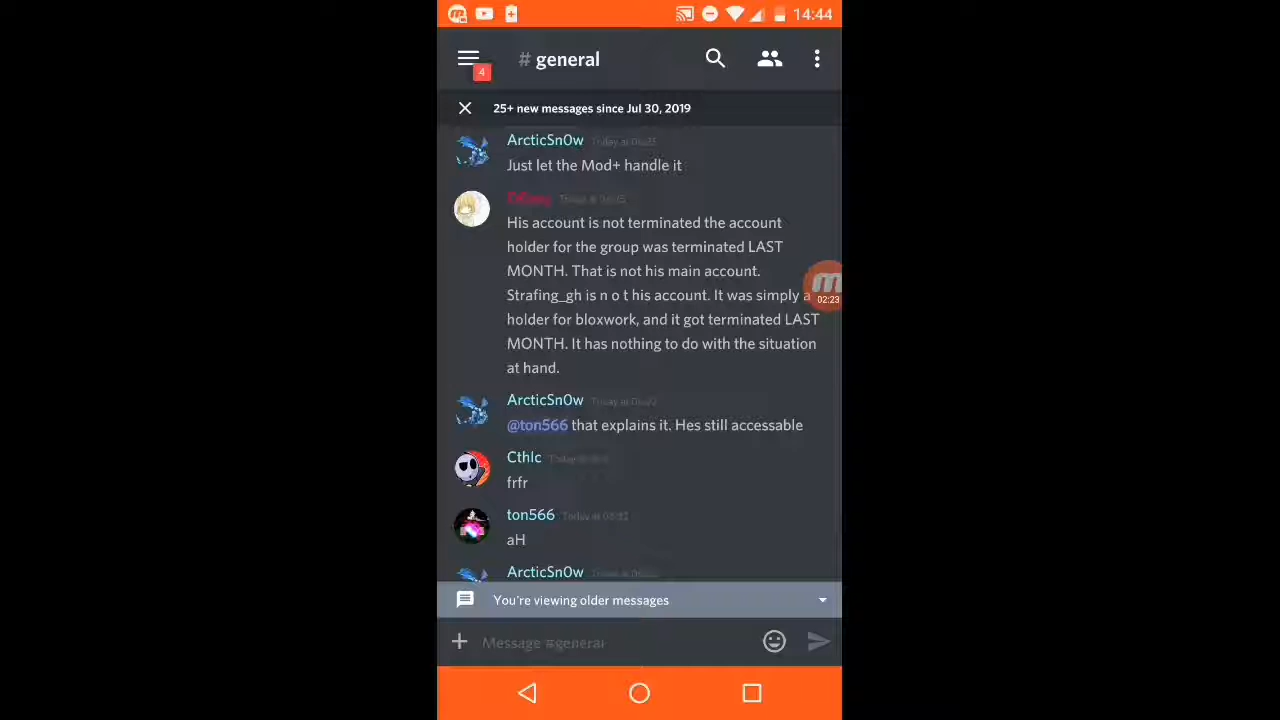 14:44
# general
4
25+ new messages since Jul 30, 2019
ArcticSn0w
Just let the Mod+ handle it
His account is not terminated the account
holder for the group was terminated LAST
MONTH. That is not his main account.
Strafing_gh is n o t his account. It was simply a
holder for bloxwork, and it got terminated LAST
MONTH. It has nothing to do with the situation
at hand.
02:23
ArcticSn0w
@ton566 that explains it. Hes still accessable
Cthlc
frfr
ton566
aH
ArcticSn0w
You're viewing older messages
Message #general